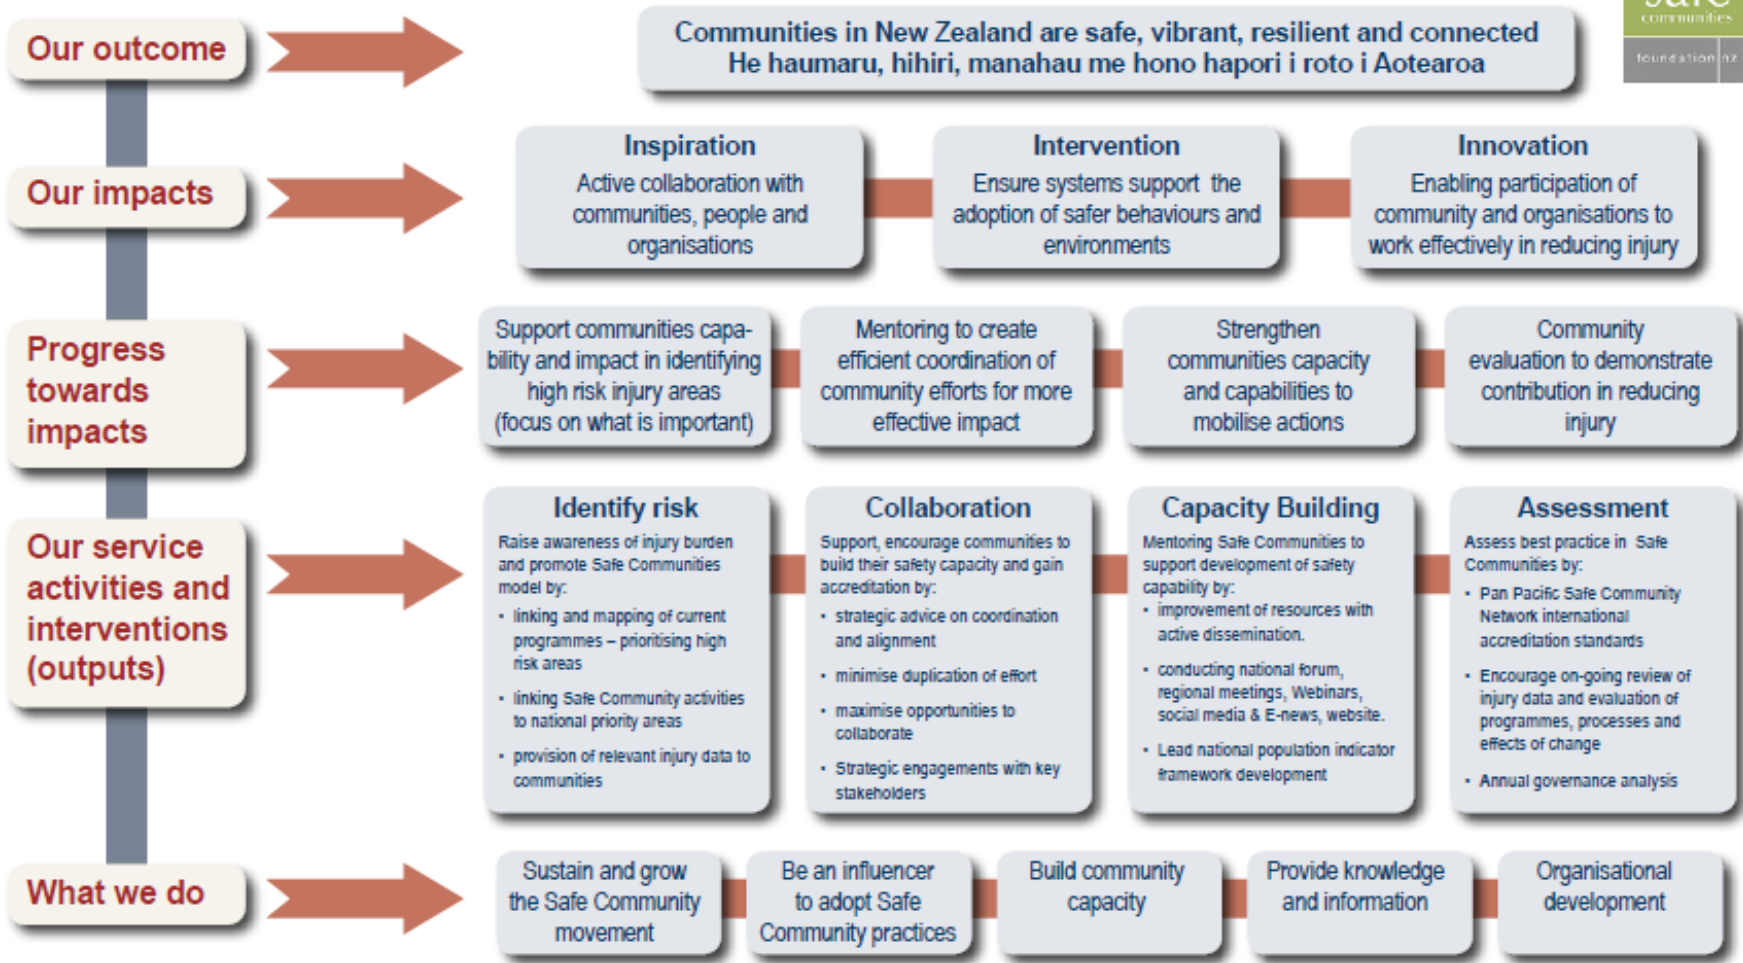 Our outcome
Communities in New Zealand are safe, vibrant, resilient and connected
He haumaru, hihiri, manahau me hono hapori i roto i Aotearoa
safe
communities
foundation nz
Our impacts
Inspiration
Active collaboration with
communities, people and
organisations
Intervention
Ensure systems support the
adoption of safer behaviours and
environments
Innovation
Enabling participation of
community and organisations to
work effectively in reducing injury
Progress
towards
impacts
Support communities capa-
bility and impact in identifying
high risk injury areas
(focus on what is important)
Mentoring to create
efficient coordination of
community efforts for more
effective impact
Strengthen
communities capacity
and capabilities to
mobilise actions
Community
evaluation to demonstrate
contribution in reducing
injury
Our service
activities and
interventions
(outputs)
Identify risk
Raise awareness of injury burden
and promote Safe Communities
model by:
• linking and mapping of current
programmes – prioritising high
risk areas
• linking Safe Community activities
to national priority areas
• provision of relevant injury data to
communities
Collaboration
Support, encourage communities to
build their safety capacity and gain
accreditation by:
• strategic advice on coordination
and alignment
• minimise duplication of effort
• maximise opportunities to
collaborate
• Strategic engagements with key
stakeholders
Capacity Building
Mentoring Safe Communities to
support development of safety
capability by:
• improvement of resources with
active dissemination.
• conducting national forum,
regional meetings, Webinars,
social media & E-news, website.
• Lead national population indicator
framework development
Assessment
Assess best practice in Safe
Communities by:
• Pan Pacific Safe Community
Network international
accreditation standards
• Encourage on-going review of
injury data and evaluation of
programmes, processes and
effects of change
• Annual governance analysis
What we do
Sustain and grow
the Safe Community
movement
Be an influencer
to adopt Safe
Community practices
Build community
capacity
Provide knowledge
and information
Organisational
development